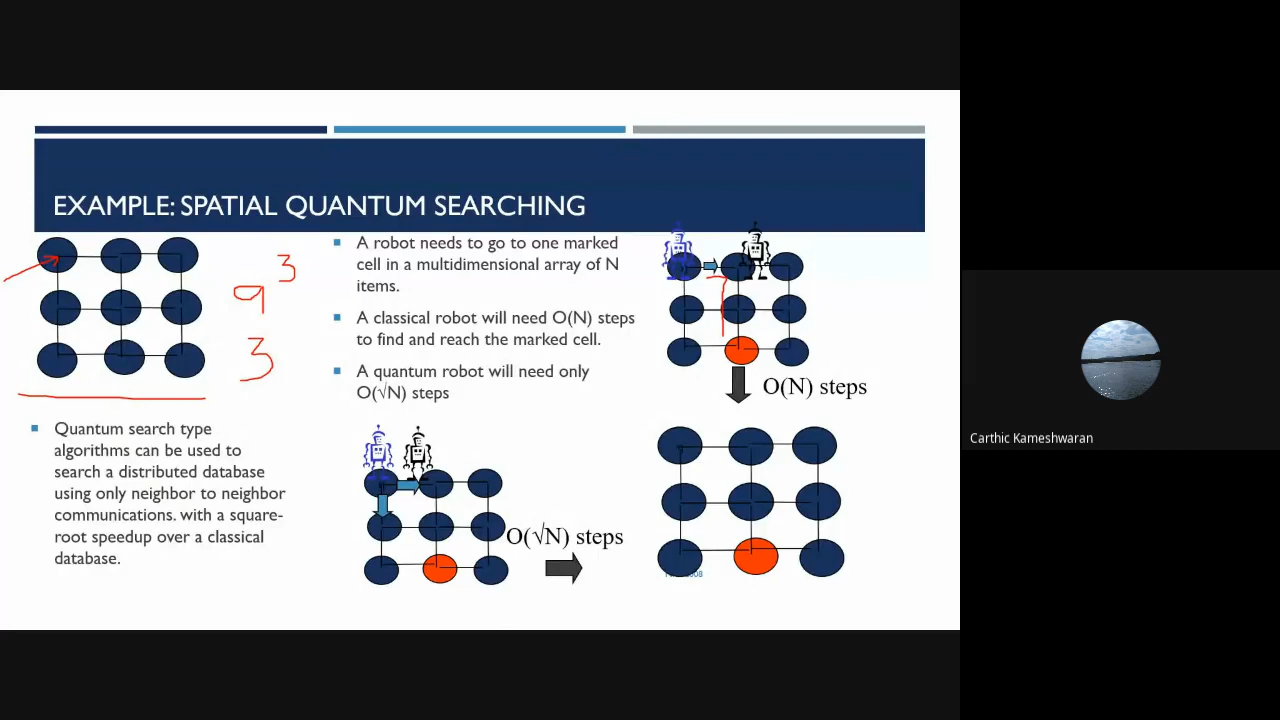 EXAMPLE: SPATIAL QUANTUM SEARCHING
3
9
3
Quantum search type
algorithms can be used to
search a distributed database
using only neighbor to neighbor
communications. with a square-
root speedup over a classical
database.
A robot needs to go to one marked
cell in a multidimensional array of N
items.
A classical robot will need O(N) steps
to find and reach the marked cell.
A quantum robot will need only
O(√N) steps
O(√N) steps
O(N) steps
Carthic Kameshwaran